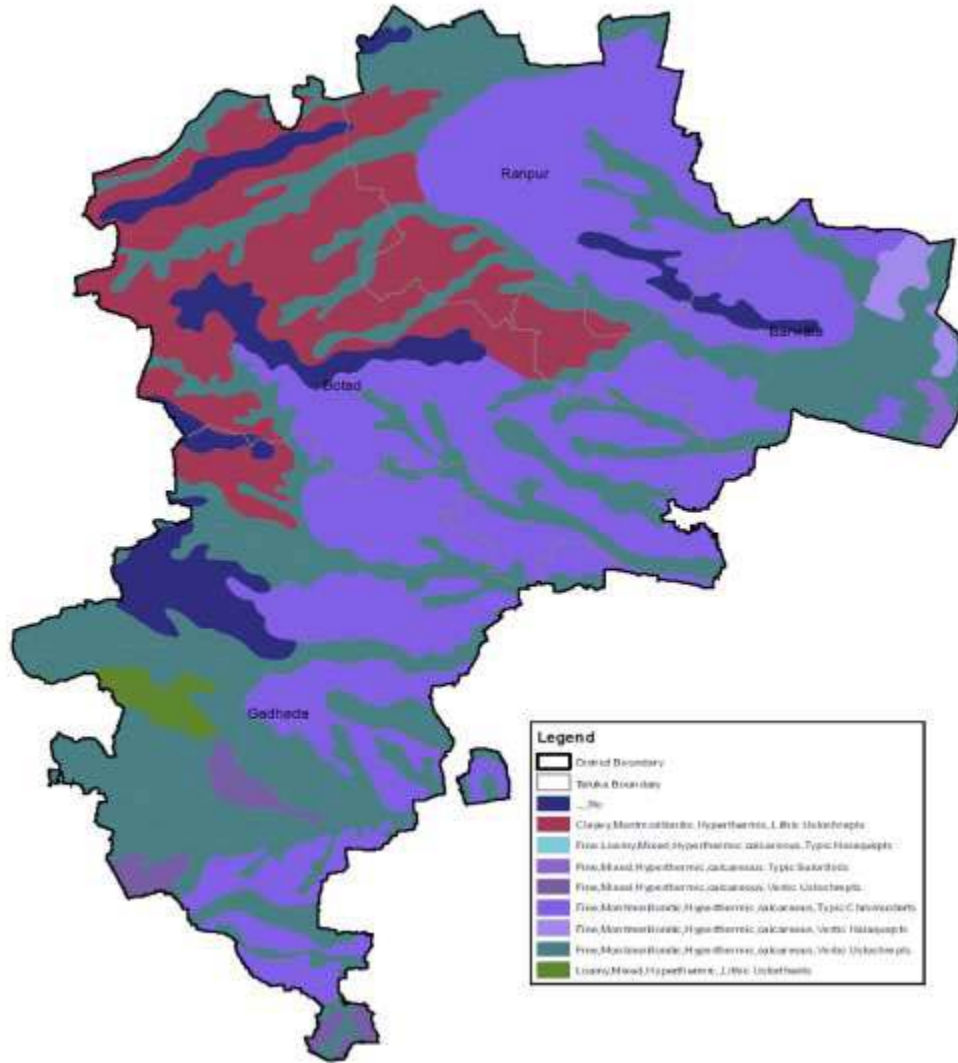 Ranpur
Barwala
Botad
Gadhada
Legend
District Boundary
Taluka Boundary
Clayey,Montmorillonitic, Hyperthermic, Lithic Ustochrepts
Fine Loamy,Mixed,Hyperthermic calcareous, Typic Halaquepts
Fine,Mixed,Hyperthermic,calcareous, Typic
Fine,Mixed,Hyperthermic,calcareous, Vertic Ustochrepts
Fine,Montmorillonitic,Hyperthermic,calcareous, Typic Chromusterts
Fine,Montmorillonitic,Hyperthermic,calcareous, Vertic Halaquepts
Fine,Montmorillonitic,Hyperthermic,calcareous, Vertic Ustochrepts
Loamy,Mixed,Hyperthermic,,Lithic Ustorthents